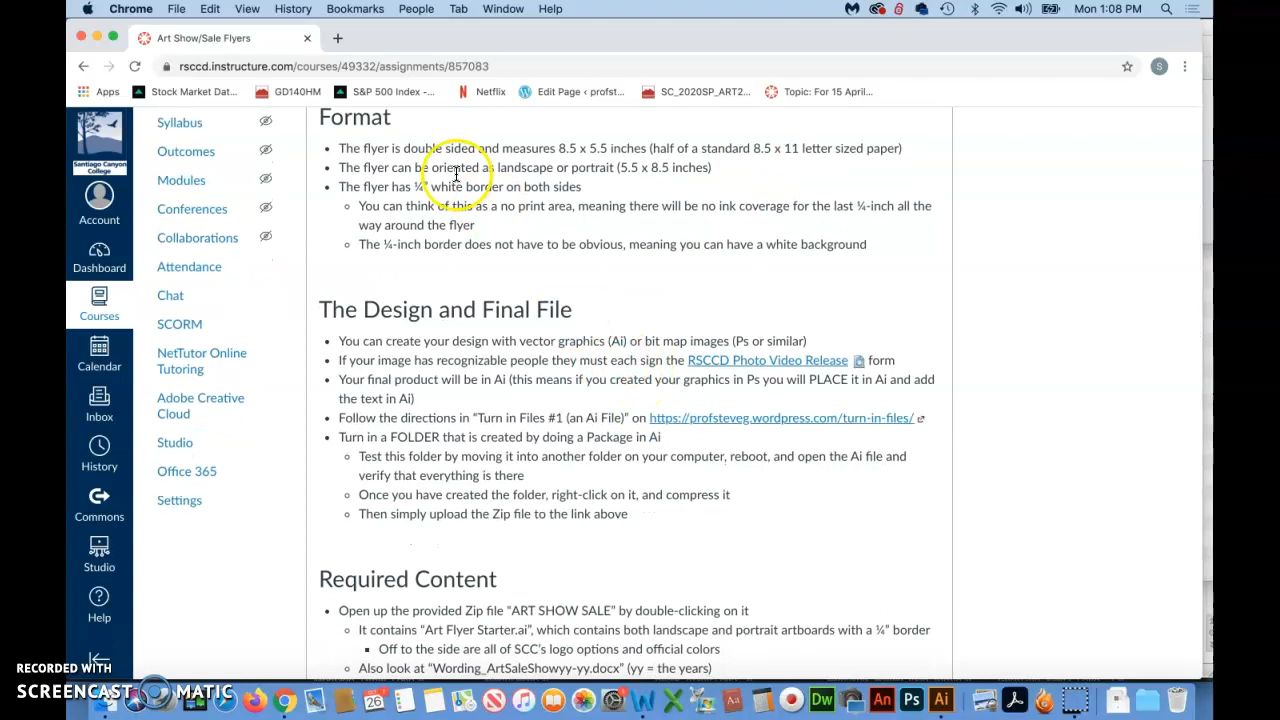 Chrome File Edit View History Bookmarks People Tab Window Help Mon 1:08 PM
Art Show/Sale Flyers
rsccd.instructure.com/courses/49332/assignments/857083
S
Apps Stock Market Dat... GD140HM S&P 500 Index -... Netflix Edit Page ‹ profst... SC_2020SP_ART2... Topic: For 15 April...
Santiago Canyon
College
Account
Dashboard
Courses
Calendar
Inbox
History
Commons
Studio
Help
Syllabus
Outcomes
Modules
Conferences
Collaborations
Attendance
Chat
SCORM
NetTutor Online
Tutoring
Adobe Creative
Cloud
Studio
Office 365
Settings
Format
• The flyer is double sided and measures 8.5 x 5.5 inches (half of a standard 8.5 x 11 letter sized paper)
• The flyer can be oriented as landscape or portrait (5.5 x 8.5 inches)
• The flyer has ¼" white border on both sides
You can think of this as a no print area, meaning there will be no ink coverage for the last ¼-inch all the
way around the flyer
The ¼-inch border does not have to be obvious, meaning you can have a white background
The Design and Final File
• You can create your design with vector graphics (Ai) or bit map images (Ps or similar)
• If your image has recognizable people they must each sign the RSCCD Photo Video Release form
• Your final product will be in Ai (this means if you created your graphics in Ps you will PLACE it in Ai and add
the text in Ai)
• Follow the directions in “Turn in Files #1 (an Ai File)” on https://profsteveg.wordpress.com/turn-in-files/
• Turn in a FOLDER that is created by doing a Package in Ai
Test this folder by moving it into another folder on your computer, reboot, and open the Ai file and
verify that everything is there
Once you have created the folder, right-click on it, and compress it
Then simply upload the Zip file to the link above
Required Content
• Open up the provided Zip file “ART SHOW SALE” by double-clicking on it
It contains “Art Flyer Starter.ai”, which contains both landscape and portrait artboards with a ¼” border
Off to the side are all of SCC’s logo options and official colors
Also look at “Wording_ArtSaleShowyy-yy.docx” (yy = the years)
RECORDED WITH
SCREENCAST MATIC
Dw An Ps Ai